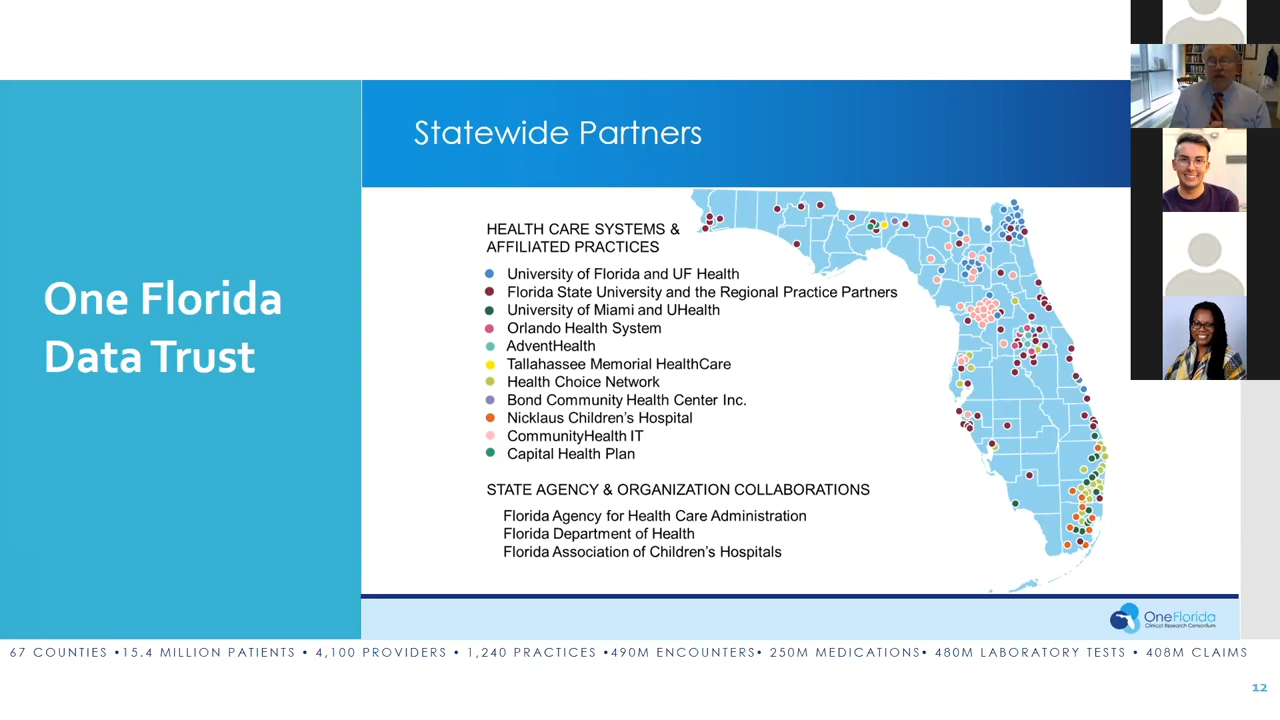 One Florida
Data Trust
Statewide Partners
HEALTH CARE SYSTEMS &
AFFILIATED PRACTICES
University of Florida and UF Health
Florida State University and the Regional Practice Partners
University of Miami and UHealth
Orlando Health System
AdventHealth
Tallahassee Memorial HealthCare
Health Choice Network
Bond Community Health Center Inc.
Nicklaus Children's Hospital
CommunityHealth IT
Capital Health Plan
STATE AGENCY & ORGANIZATION COLLABORATIONS
Florida Agency for Health Care Administration
Florida Department of Health
Florida Association of Children's Hospitals
OneFlorida
Clinical Research Consortium
67 COUNTIES •15.4 MILLION PATIENTS • 4,100 PROVIDERS • 1,240 PRACTICES •490M ENCOUNTERS• 250M MEDICATIONS• 480M LABORATORY TESTS • 408M CLAIMS
12